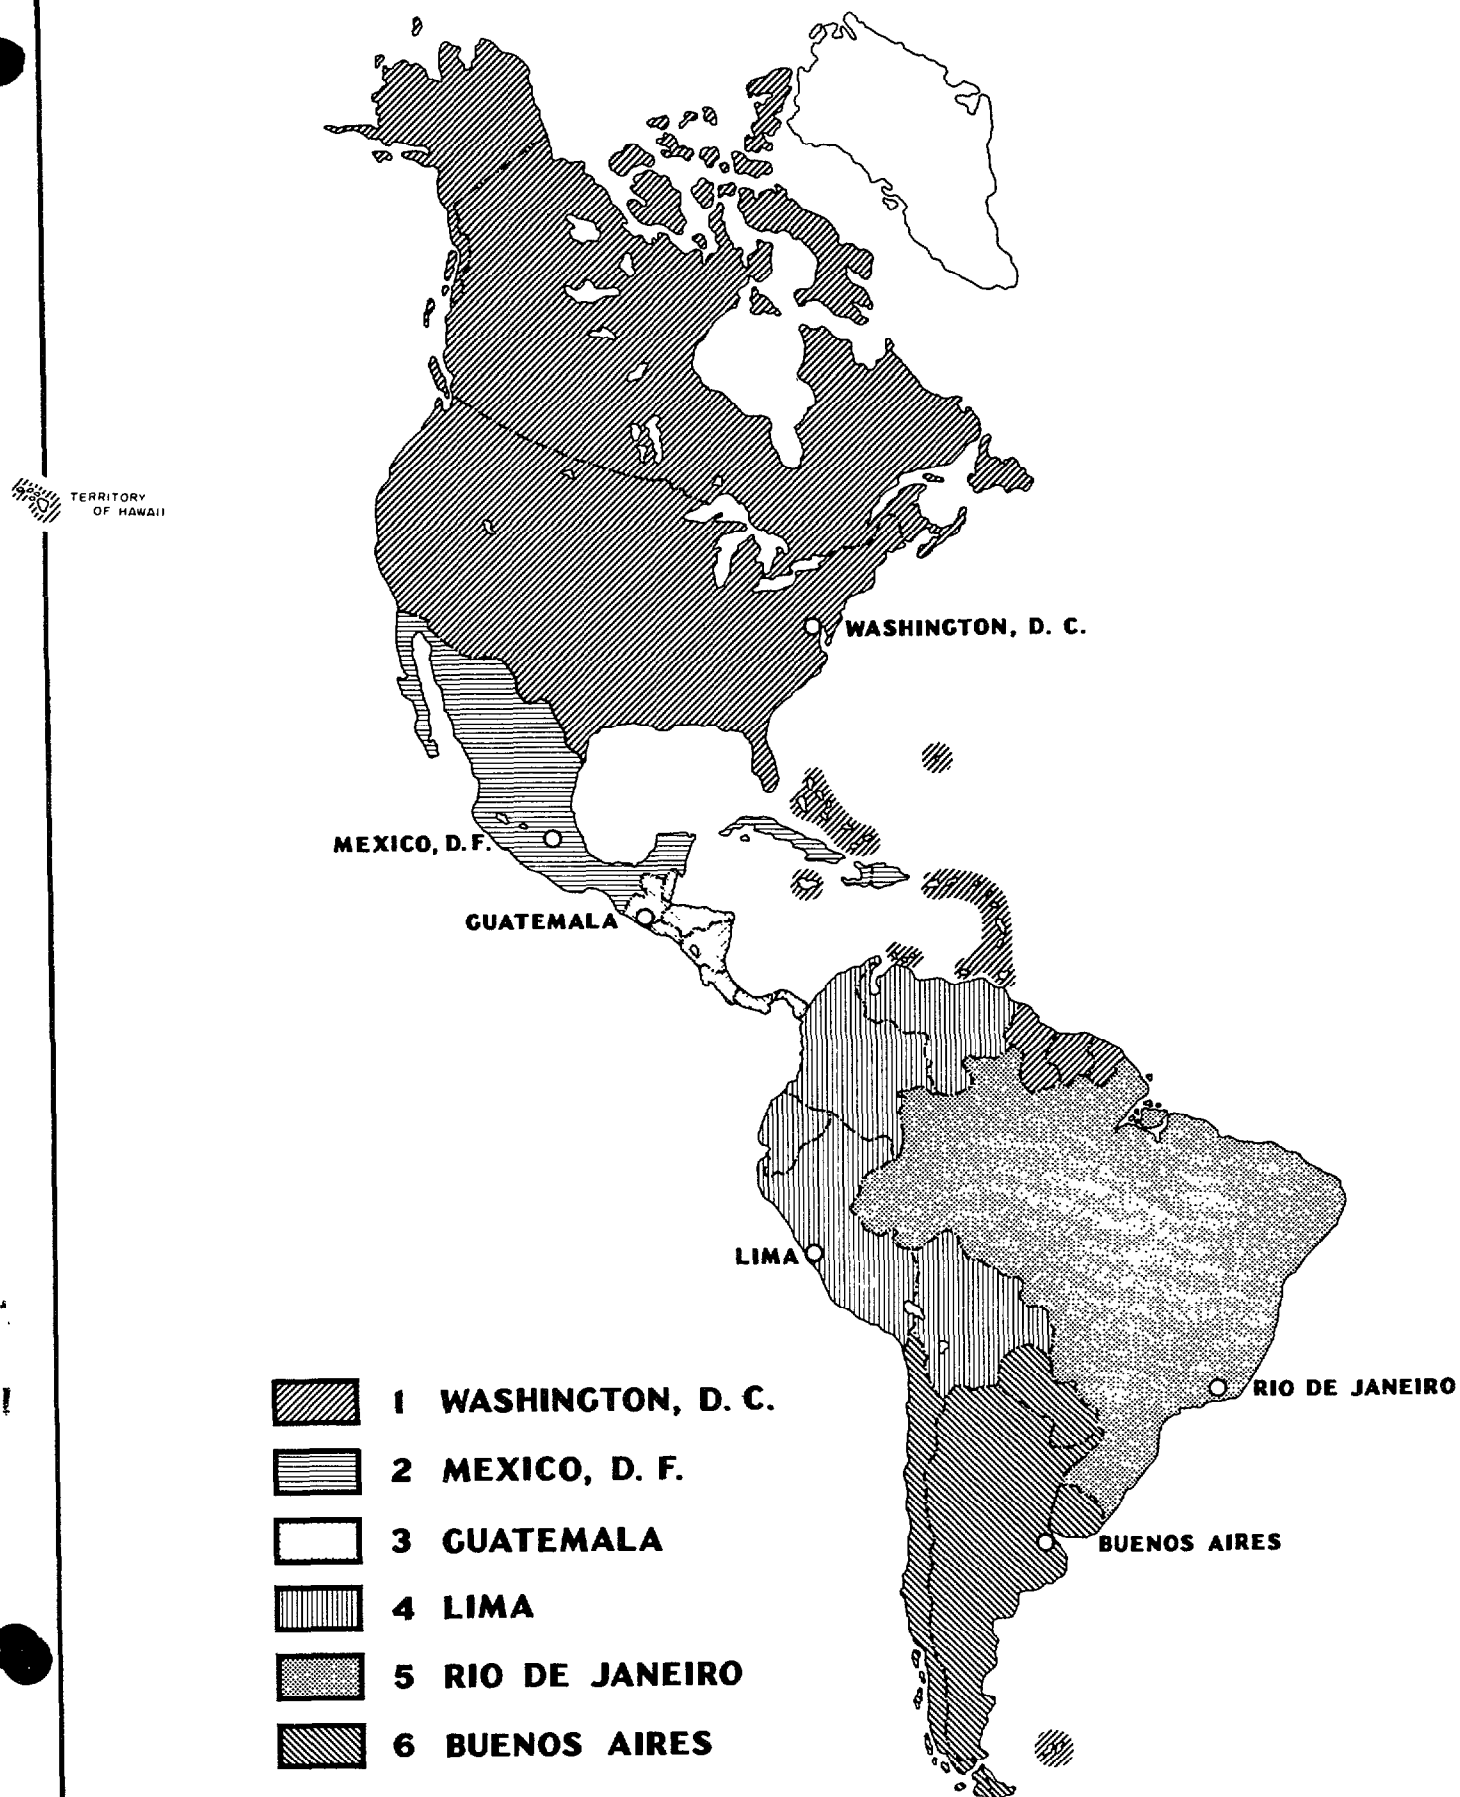 TERRITORY
OF HAWAII
WASHINGTON, D. C.
MEXICO, D. F.
GUATEMALA
LIMA
RIO DE JANEIRO
BUENOS AIRES
1 WASHINGTON, D. C.
2 MEXICO, D. F.
3 GUATEMALA
4 LIMA
5 RIO DE JANEIRO
6 BUENOS AIRES